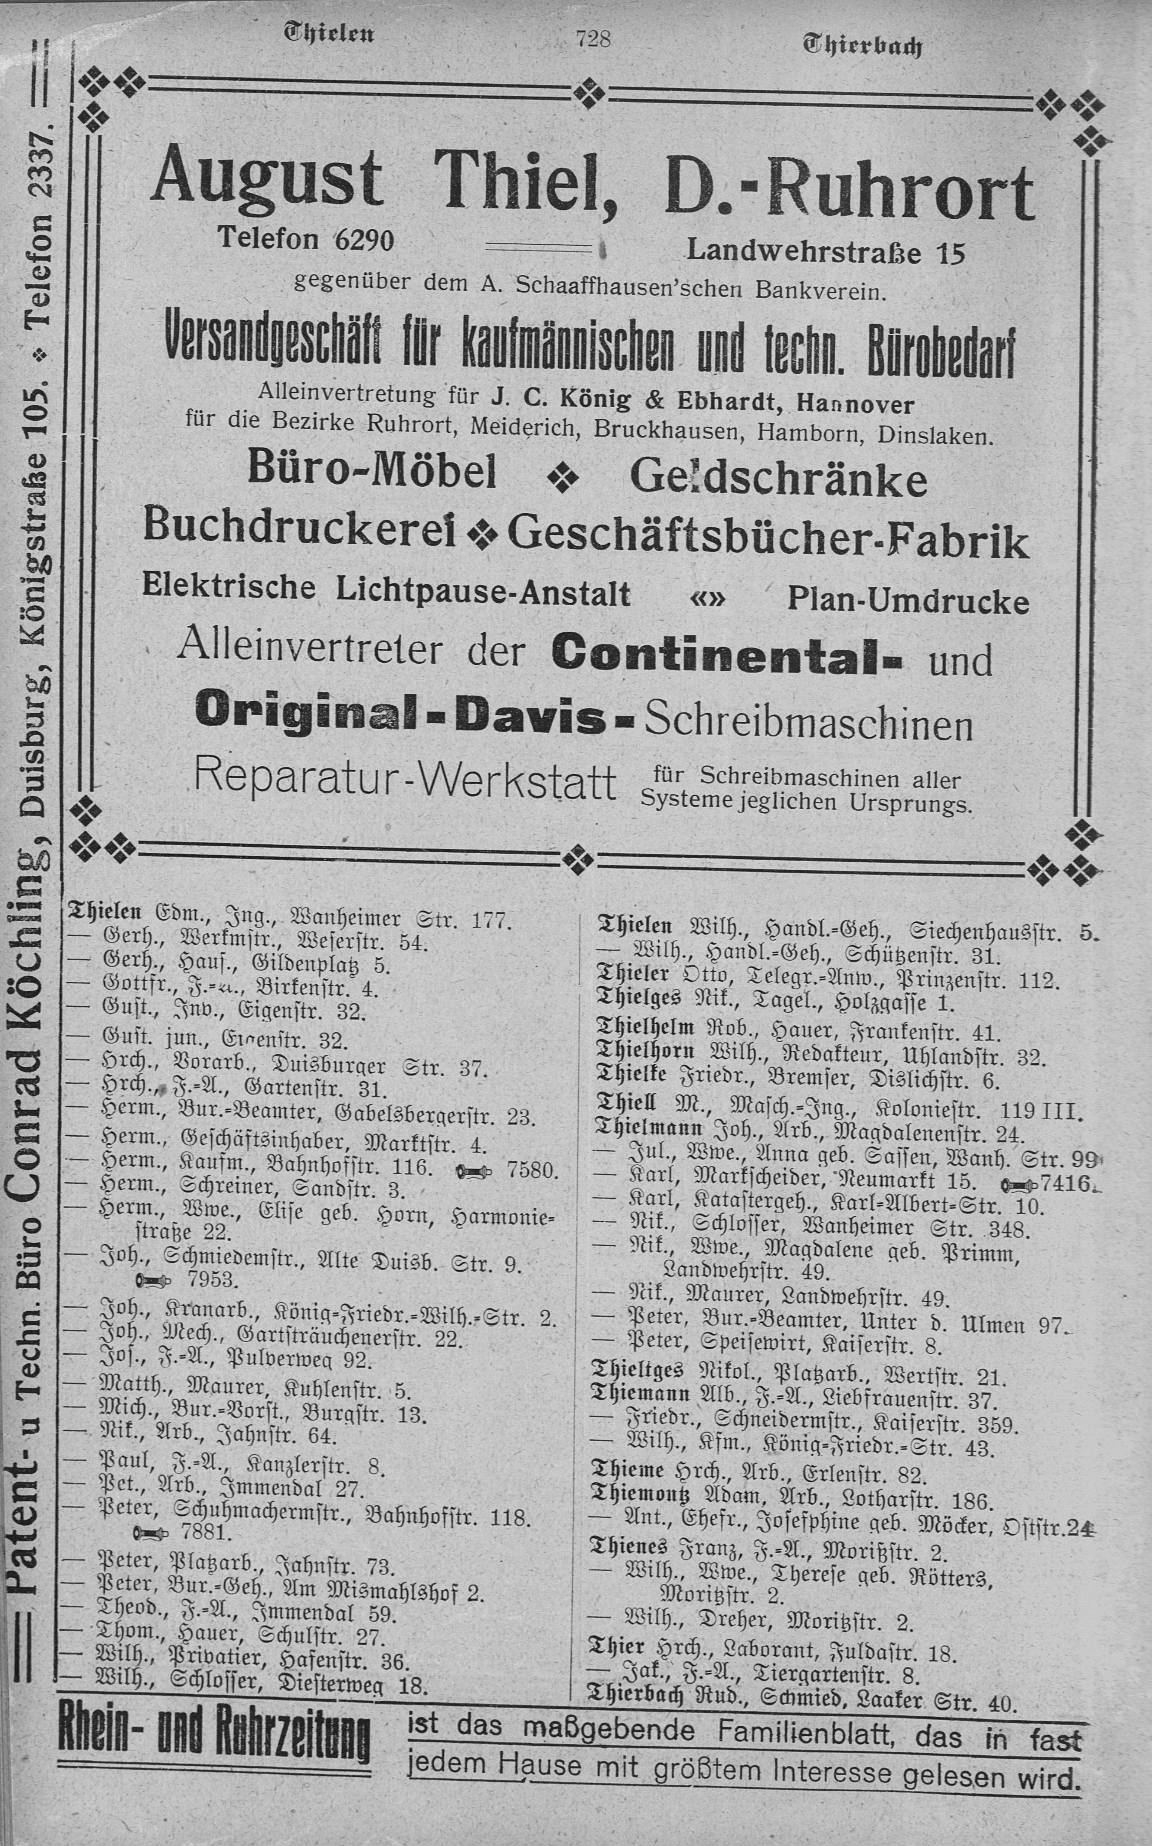 Thielen
728
Thierbach
August Thiel, D.-Ruhrort
Telefon 6290
Landwehrstraße 15
gegenüber dem A. Schaaffhausen'schen Bankverein.
Versandgeschäft für kaufmännischen und techn. Bürobedarf
Alleinvertretung für J. C. König & Ebhardt, Hannover
für die Bezirke Ruhrort, Meiderich, Bruckhausen, Hamborn, Dinslaken.
Büro-Möbel ❖ Geldschränke
Buchdruckerei ❖ Geschäftsbücher-Fabrik
Elektrische Lichtpause-Anstalt «» Plan-Umdrucke
Alleinvertreter der Continental- und
Original-Davis-Schreibmaschinen
Reparatur-Werkstatt für Schreibmaschinen aller
Systeme jeglichen Ursprungs.
Patent- u Techn. Büro Conrad Köchling, Duisburg, Königstraße 105. ❖ Telefon 2337.
Thielen Edm., Ing., Wanheimer Str. 177.
— Gerh., Werkmstr., Weserstr. 54.
— Gerh., Hauf., Gildenplatz 5.
— Gottfr., F.-A., Birkenstr. 4.
— Gust., Inv., Eigenstr. 32.
— Gust. jun., Eigenstr. 32.
— Hrch., Vorarb., Duisburger Str. 37.
— Hrch., F.-A., Gartenstr. 31.
— Herm., Bur.-Beamter, Gabelsbergerstr. 23.
— Herm., Geschäftsinhaber, Marktstr. 4.
— Herm., Kaufm., Bahnhofstr. 116. 7580.
— Herm., Schreiner, Sandstr. 3.
— Herm., Wwe., Elise geb. Horn, Harmonie-
straße 22.
— Joh., Schmiedemstr., Alte Duisb. Str. 9.
7953.
— Joh., Kranarb., König-Friedr.-Wilh.-Str. 2.
— Joh., Mech., Gartsträucherstr. 22.
— Jos., F.-A., Pulverweg 92.
— Matth., Maurer, Kuhlenstr. 5.
— Mich., Bur.-Vorst., Burgstr. 13.
— Nik., Arb., Jahnstr. 64.
— Paul, F.-A., Kanzlerstr. 8.
— Pet., Arb., Immendal 27.
— Peter, Schuhmachermstr., Bahnhofstr. 118.
7881.
— Peter, Platzarb., Jahnstr. 73.
— Peter, Bur.-Geh., Am Mismahlshof 2.
— Theod., F.-A., Immendal 59.
— Thom., Hauer, Schulstr. 27.
— Wilh., Privatier, Hafenstr. 36.
— Wilh., Schlosser, Diesterweg 18.
Thielen Wilh., Handl.-Geh., Siechenhausstr. 5.
— Wilh., Handl.-Geh., Schützenstr. 31.
Thieler Otto, Telegr.-Anw., Prinzenstr. 112.
Thielges Nik., Tagel., Holzgasse 1.
Thielhelm Rob., Hauer, Frankenstr. 41.
Thielhorn Wilh., Redakteur, Uhlandstr. 32.
Thielke Friedr., Bremser, Dislichstr. 6.
Thiell M., Masch.-Ing., Koloniestr. 119 III.
Thielmann Joh., Arb., Magdalenenstr. 24.
— Jul., Wwe., Anna geb. Sassen, Wanh. Str. 99
— Karl, Markscheider, Neumarkt 15. 7416.
— Karl, Katastergeh., Karl-Albert-Str. 10.
— Nik., Schlosser, Wanheimer Str. 348.
— Nik., Wwe., Magdalene geb. Primm,
Landwehrstr. 49.
— Nik., Maurer, Landwehrstr. 49.
— Peter, Bur.-Beamter, Unter d. Ulmen 97.
— Peter, Speisewirt, Kaiserstr. 8.
Thieltges Nikol., Platzarb., Wertstr. 21.
Thiemann Alb., F.-A., Liebfrauenstr. 37.
— Friedr., Schneidermstr., Kaiserstr. 359.
— Wilh., Kfm., König-Friedr.-Str. 43.
Thieme Hrch., Arb., Erlenstr. 82.
Thiemontz Adam, Arb., Lotharstr. 186.
— Ant., Ehefr., Josephine geb. Möcker, Oststr. 24
Thienes Franz, F.-A., Moritzstr. 2.
— Wilh., Wwe., Therese geb. Rötters,
Moritzstr. 2.
— Wilh., Dreher, Moritzstr. 2.
Thier Hrch., Laborant, Fuldastr. 18.
— Jak., F.-A., Tiergartenstr. 8.
Thierbach Rud., Schmied, Laaker Str. 40.
Rhein- und Ruhrzeitung
ist das maßgebende Familienblatt, das in fast
jedem Hause mit größtem Interesse gelesen wird.